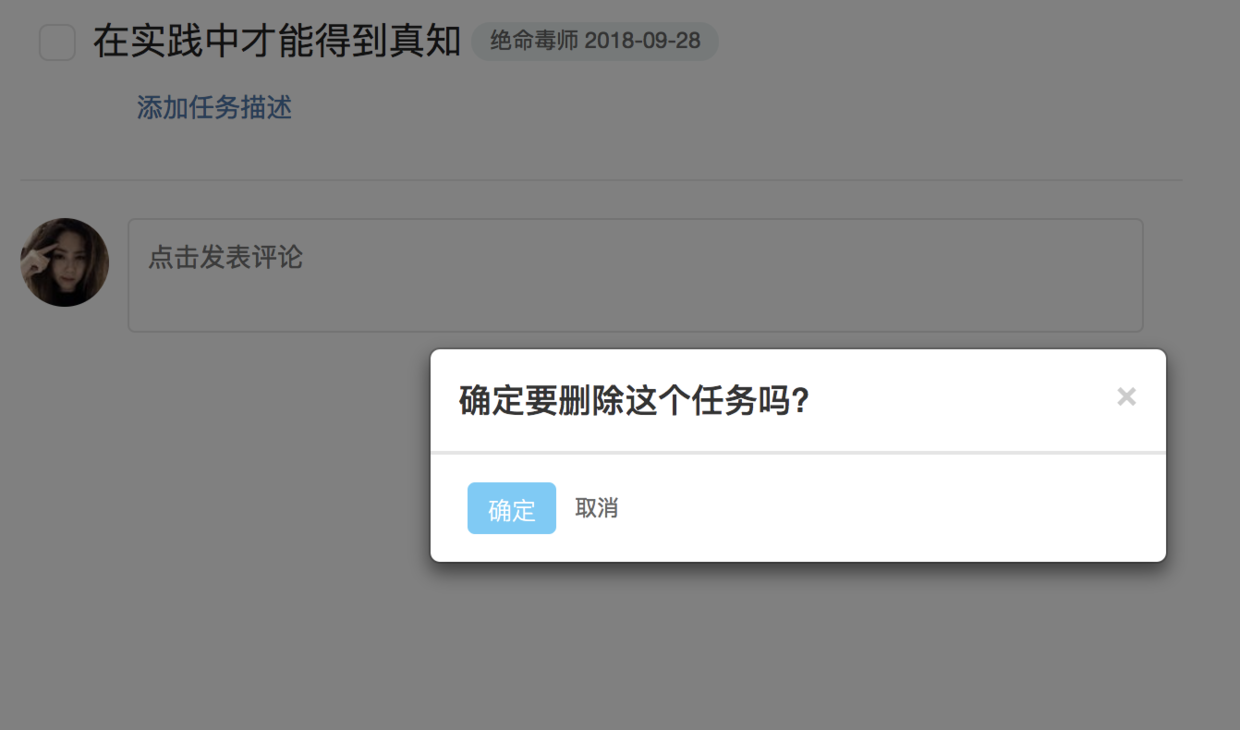 在实践中才能得到真知 绝命毒师 2018-09-28
添加任务描述
点击发表评论
确定要删除这个任务吗? ×
确定 取消